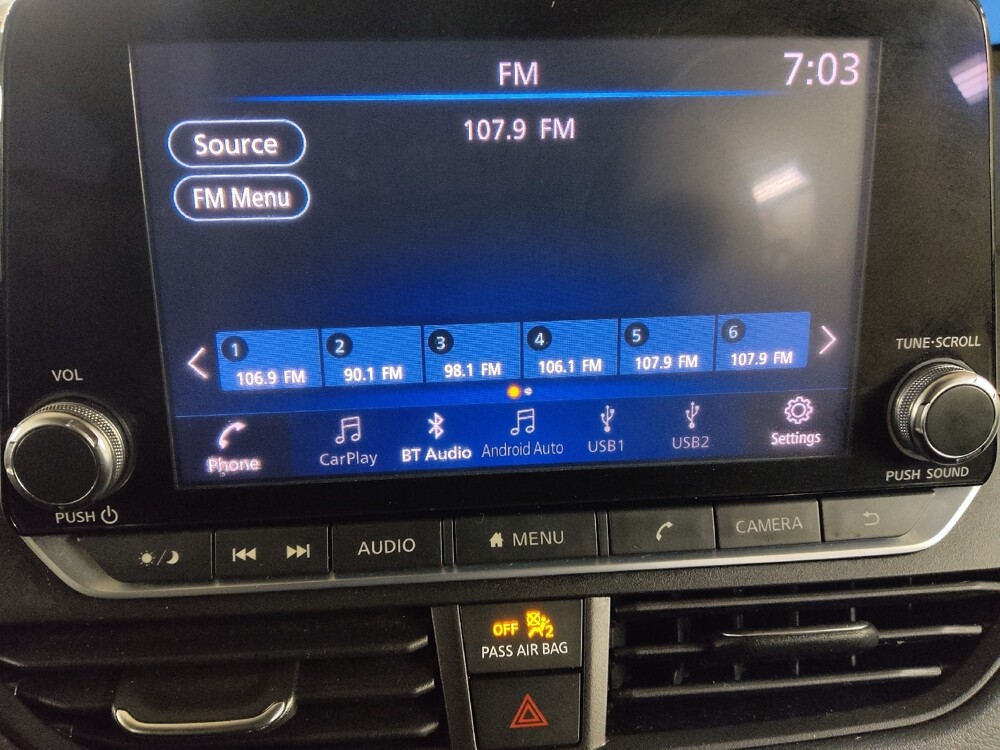 FM
7:03
107.9 FM
Source
FM Menu
1 2 3 4 5 6
106.9 FM 90.1 FM 98.1 FM 106.1 FM 107.9 FM 107.9 FM
Phone CarPlay BT Audio Android Auto USB1 USB2 Settings
VOL
PUSH
TUNE·SCROLL
PUSH SOUND
AUDIO MENU CAMERA
OFF 2
PASS AIR BAG